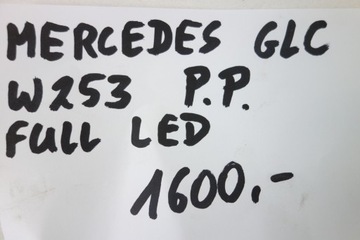 MERCEDES GLC
W253 P.P.
FULL LED
1600,-